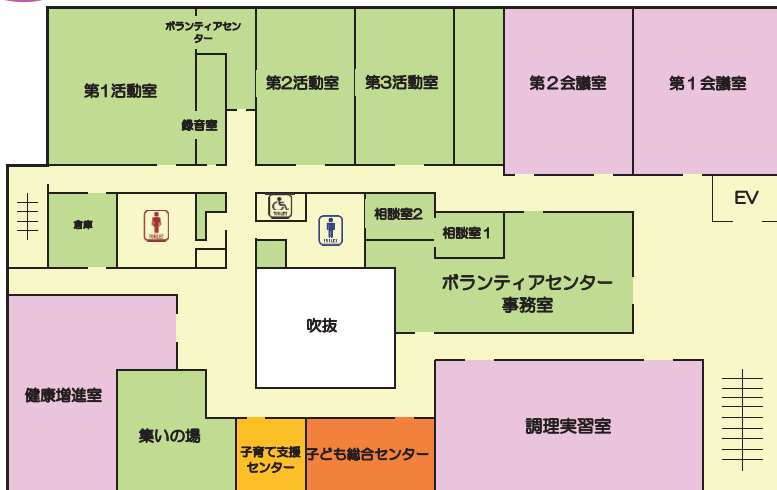 ボランティアセン
ター
第1活動室
第2活動室
第3活動室
第２会議室
第１会議室
録音室
EV
倉庫
TOILET
TOILET
TOILET
相談室2
相談室１
ボランティアセンター
事務室
吹抜
健康増進室
集いの場
子育て支援
センター
子ども総合センター
調理実習室